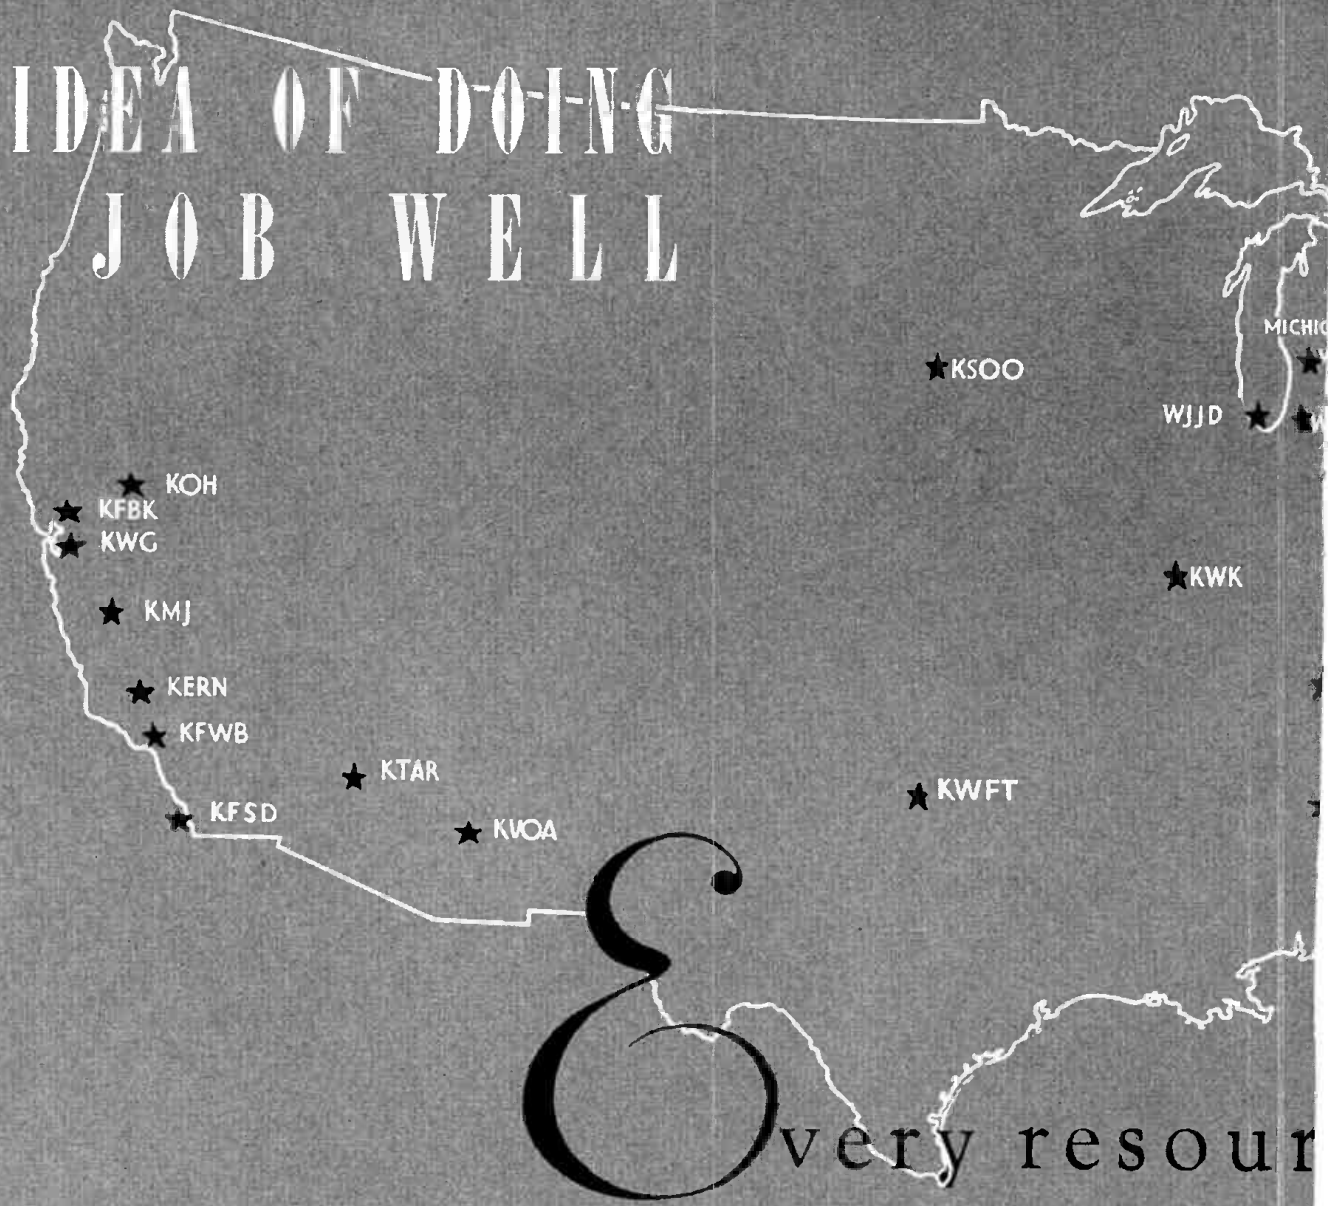 IDEA OF DOING
JOB WELL
MICHIG
KSOO
WJJD
W
KOH
KFBK
KWG
KWK
KMJ
KERN
KFWB
KTAR
KWFT
KFSD
KVOA
Every resour